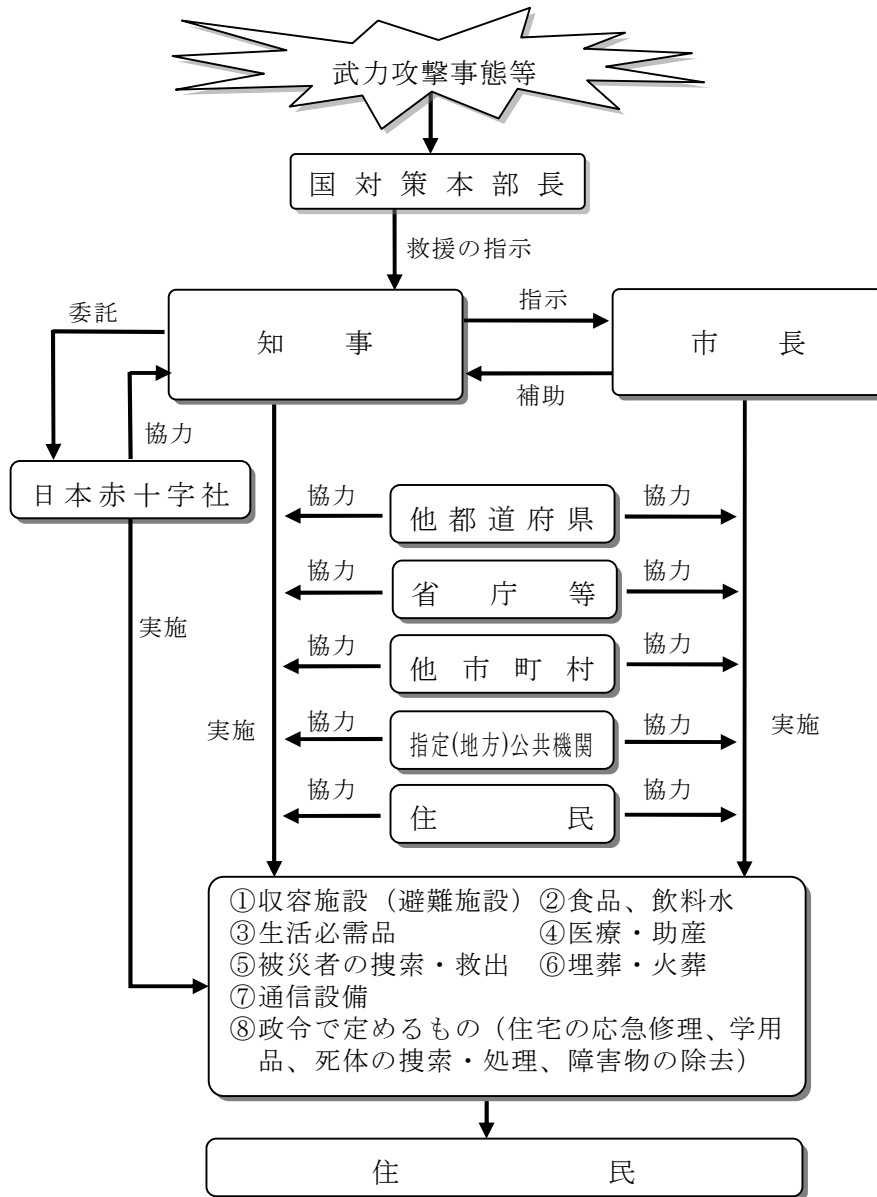 武力攻撃事態等
国対策本部長
救援の指示
委託
知事
指示
市長
補助
協力
日本赤十字社
協力
他都道府県
協力
協力
省庁等
協力
実施
協力
他市町村
協力
実施
協力
指定(地方)公共機関
協力
実施
協力
住民
協力
①収容施設（避難施設）②食品、飲料水
③生活必需品 ④医療・助産
⑤被災者の捜索・救出 ⑥埋葬・火葬
⑦通信設備
⑧政令で定めるもの（住宅の応急修理、学用
品、死体の捜索・処理、障害物の除去）
住民